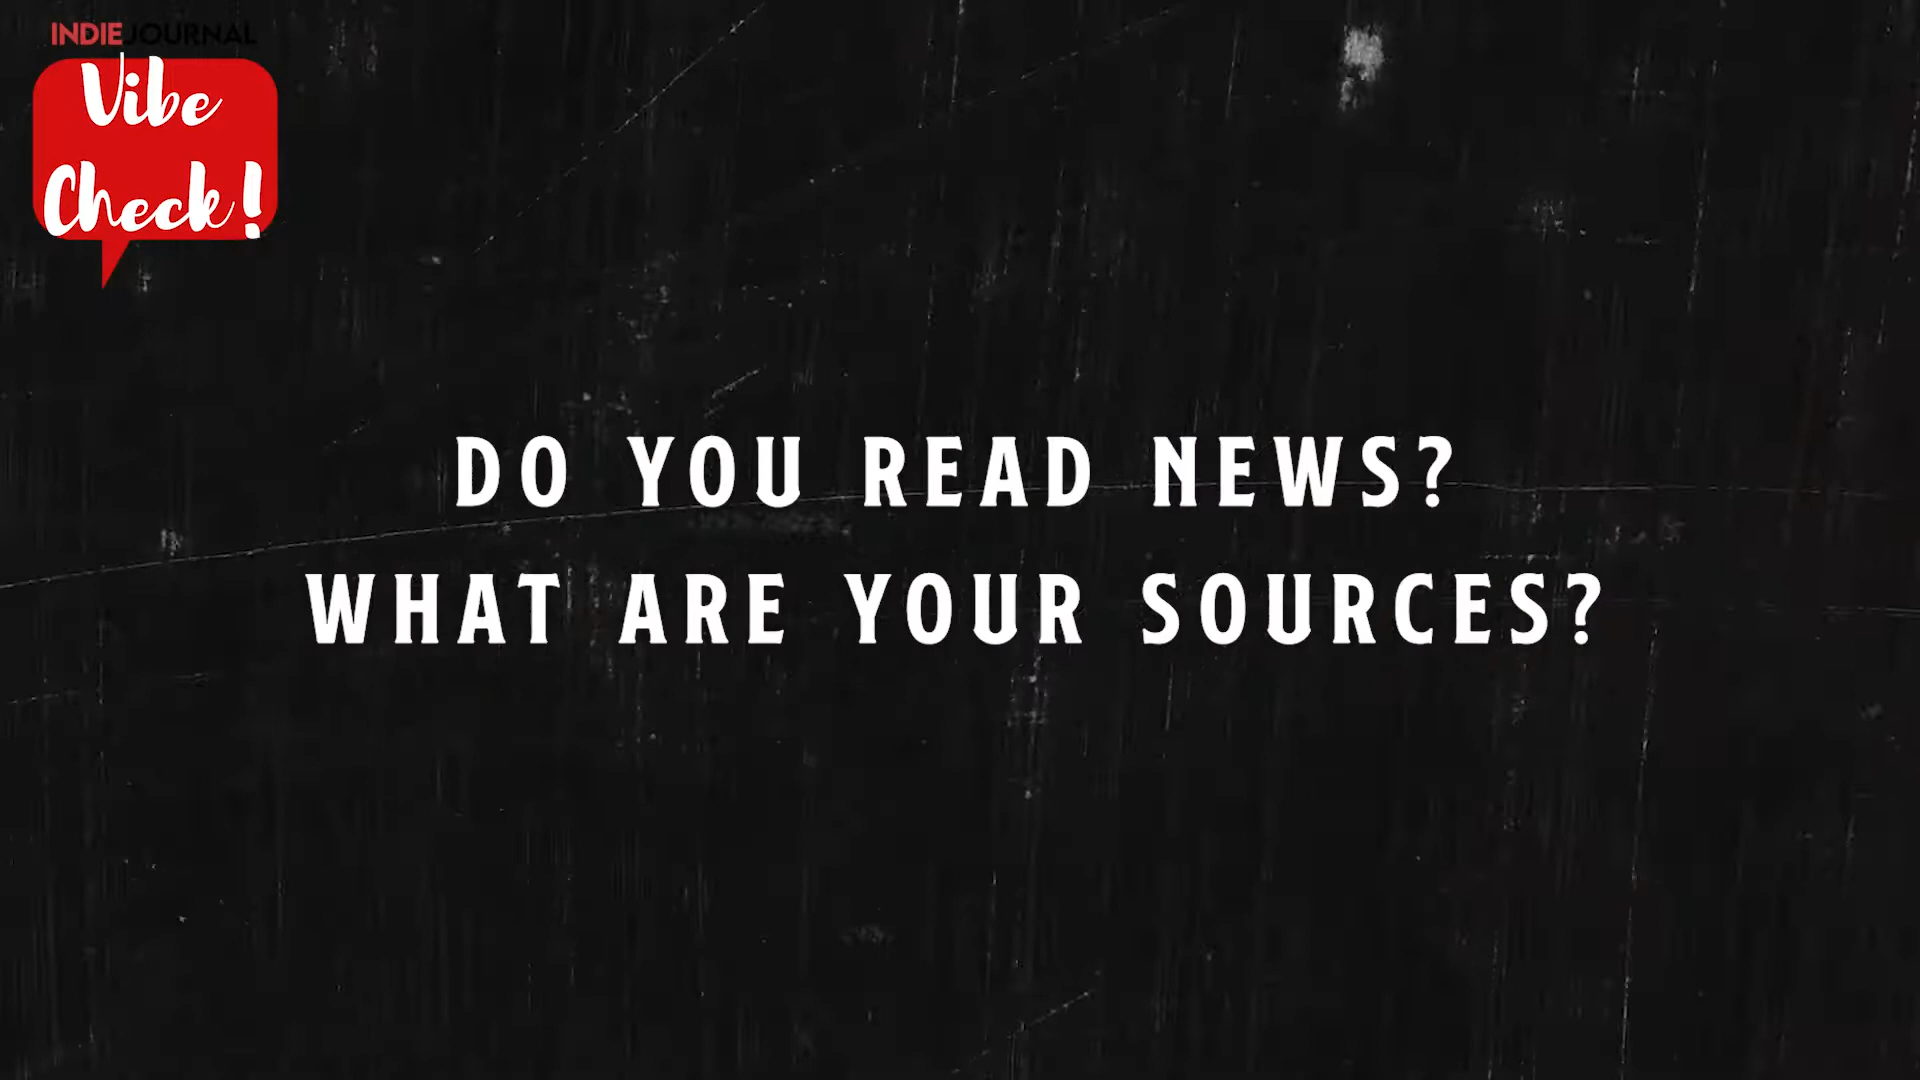 INDIEJOURNAL
Vibe
Check!
DO YOU READ NEWS?
WHAT ARE YOUR SOURCES?